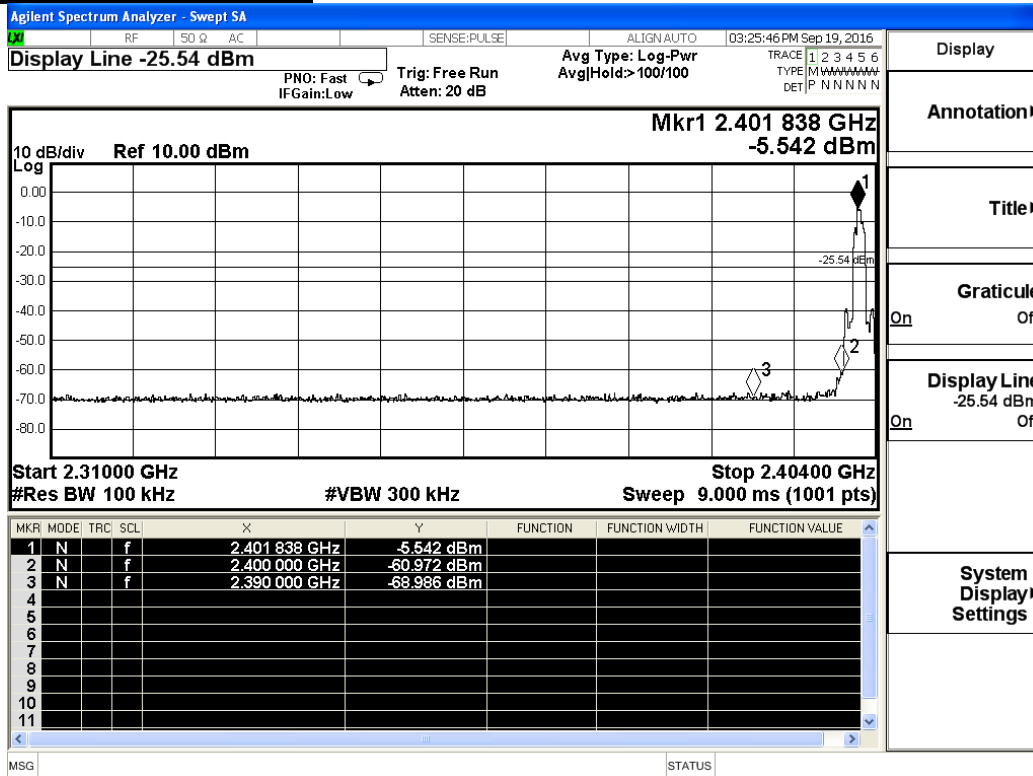 Agilent Spectrum Analyzer - Swept SA
LXI RF 50 Ω AC SENSE:PULSE ALIGN AUTO 03:25:46 PM Sep 19, 2016
Display Line -25.54 dBm
PNO: Fast
IFGain:Low
Trig: Free Run
Atten: 20 dB
Avg Type: Log-Pwr
Avg|Hold:>100/100
TRACE 1 2 3 4 5 6
TYPE M WWWWW
DET P N N N N N
Mkr1 2.401 838 GHz
-5.542 dBm
10 dB/div Ref 10.00 dBm
Log
0.00
-10.0
-20.0
-30.0
-40.0
-50.0
-60.0
-70.0
-80.0
1
-25.54 dBm
2
3
Start 2.31000 GHz Stop 2.40400 GHz
#Res BW 100 kHz #VBW 300 kHz Sweep 9.000 ms (1001 pts)
MKR MODE TRC SCL X Y FUNCTION FUNCTION WIDTH FUNCTION VALUE
1 N f 2.401 838 GHz -5.542 dBm
2 N f 2.400 000 GHz -60.972 dBm
3 N f 2.390 000 GHz -68.986 dBm
4
5
6
7
8
9
10
11
MSG STATUS
Display
Annotation
Title
Graticule
On Of
Display Line
-25.54 dBm
On Of
System
Display
Settings